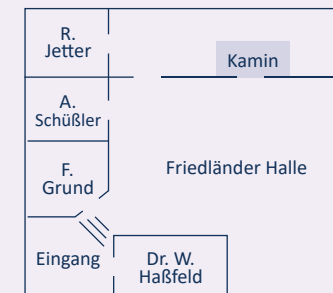 R.
Jetter
Kamin
A.
Schüßler
F.
Grund
Friedländer Halle
Eingang
Dr. W.
Haßfeld